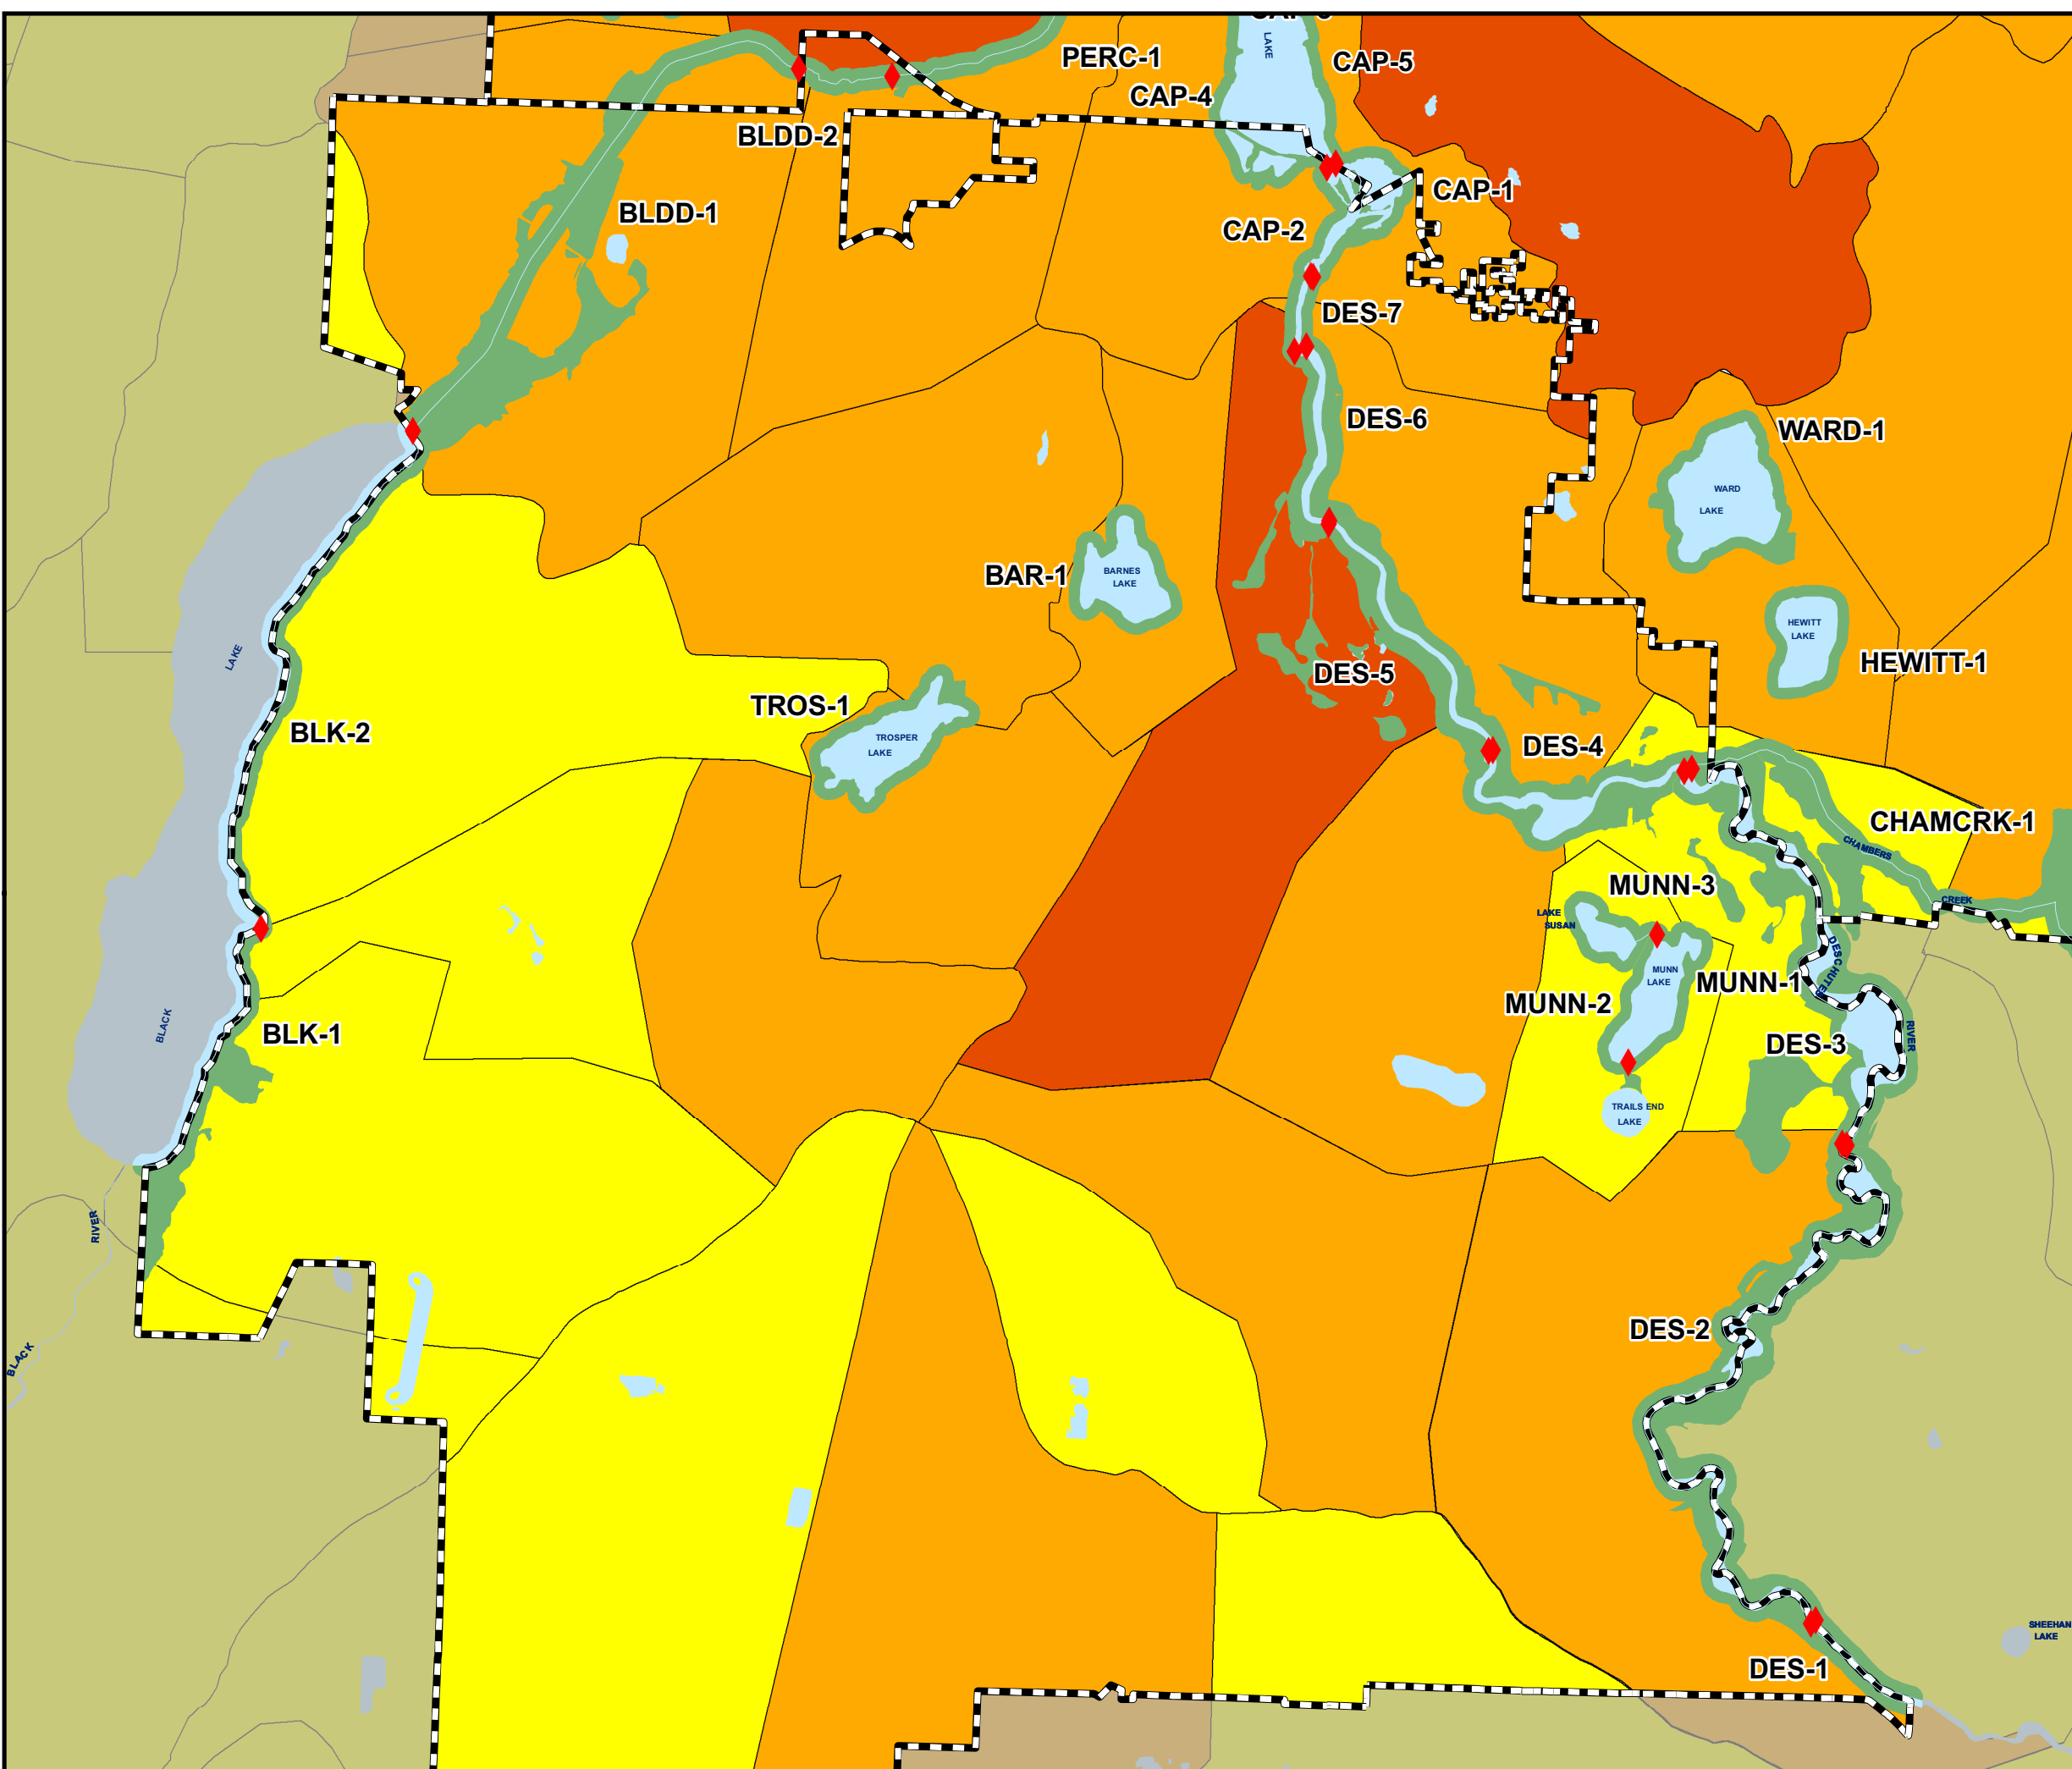 LAKE
PERC-1
CAP-5
CAP-4
BLDD-2
CAP-1
BLDD-1
CAP-2
DES-7
DES-6
WARD-1
WARD
LAKE
BAR-1
BARNES
LAKE
HEWITT
LAKE
HEWITT-1
LAKE
DES-5
TROS-1
BLK-2
TROSPER
LAKE
DES-4
CHAMCRK-1
CHAMBERS
CREEK
MUNN-3
LAKE
SUSAN
DESCHUTES
RIVER
MUNN
LAKE
MUNN-1
MUNN-2
BLACK
BLK-1
DES-3
TRAILS END
LAKE
RIVER
BLACK
DES-2
SHEEHAN
LAKE
DES-1